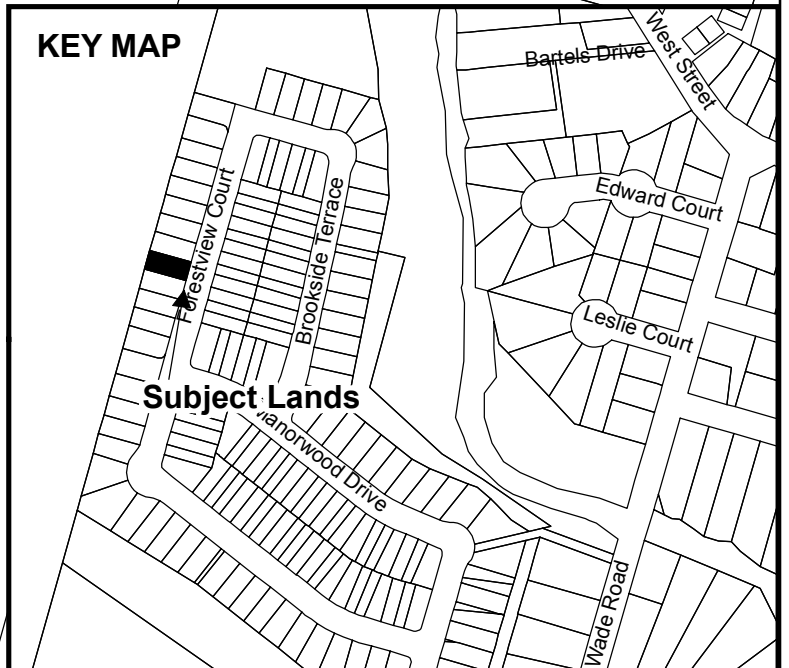 KEY MAP
West Street
Bartels Drive
Edward Court
Forestview Court
Brookside Terrace
Leslie Court
Subject Lands
Manorwood Drive
Wade Road